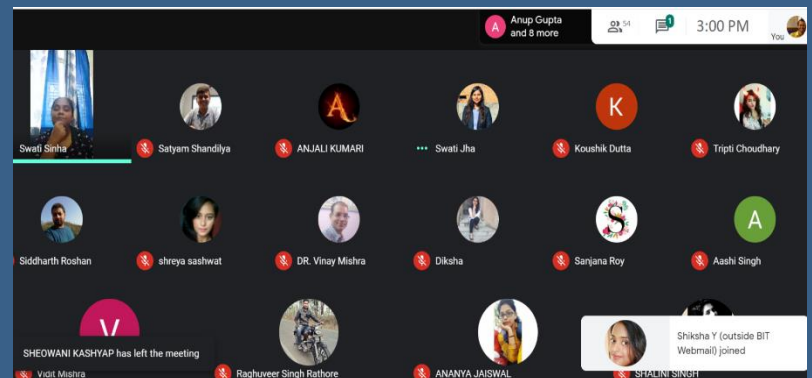 A
Anup Gupta
and 8 more
54
1
3:00 PM
You
Swati Sinha
Satyam Shandilya
A
ANJALI KUMARI
Swati Jha
K
Koushik Dutta
Tripti Choudhary
Siddharth Roshan
shreya sashwat
DR. Vinay Mishra
Diksha
S
Sanjana Roy
A
Aashi Singh
V
SHEOWANI KASHYAP has left the meeting
Shiksha Y (outside BIT
Webmail) joined
Vidit Mishra
Raghuveer Singh Rathore
ANANYA JAISWAL
SHALINI SINGH